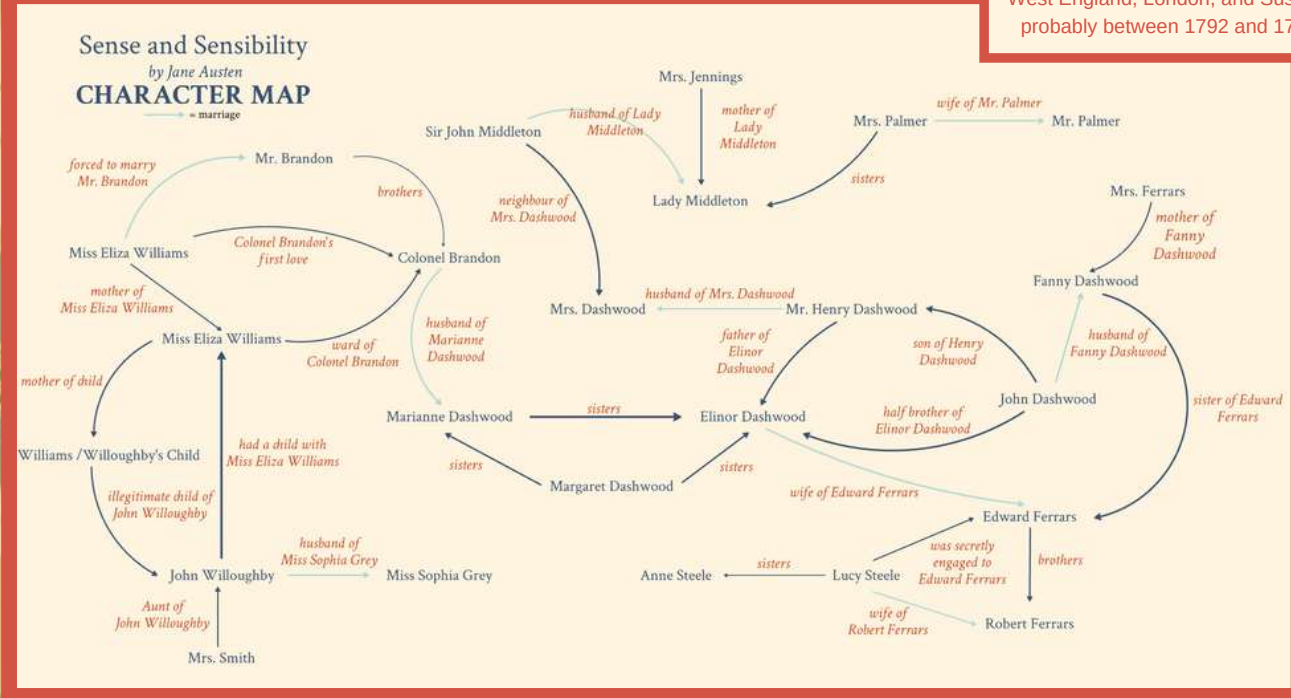 West England, London, and
probably between 1792 and
Sense and Sensibility
by Jane Austen
CHARACTER MAP
= marriage
Mrs. Jennings
Sir John Middleton
husband of Lady
Middleton
mother of
Lady
Middleton
Mrs. Palmer
wife of Mr. Palmer
Mr. Palmer
sisters
Lady Middleton
forced to marry
Mr. Brandon
Mr. Brandon
brothers
neighbour of
Mrs. Dashwood
Mrs. Ferrars
mother of
Fanny
Dashwood
Miss Eliza Williams
Colonel Brandon's
first love
Colonel Brandon
Fanny Dashwood
mother of
Miss Eliza Williams
Mrs. Dashwood
husband of Mrs. Dashwood
Mr. Henry Dashwood
Miss Eliza Williams
ward of
Colonel Brandon
husband of
Marianne
Dashwood
father of
Elinor
Dashwood
son of Henry
Dashwood
husband of
Fanny Dashwood
mother of child
Marianne Dashwood
sisters
Elinor Dashwood
half brother of
Elinor Dashwood
John Dashwood
sister of Edward
Ferrars
Williams / Willoughby's Child
had a child with
Miss Eliza Williams
sisters
Margaret Dashwood
sisters
wife of Edward Ferrars
illegitimate child of
John Willoughby
Edward Ferrars
husband of
Miss Sophia Grey
John Willoughby
Miss Sophia Grey
Anne Steele
sisters
Lucy Steele
was secretly
engaged to
Edward Ferrars
brothers
Aunt of
John Willoughby
wife of
Robert Ferrars
Robert Ferrars
Mrs. Smith